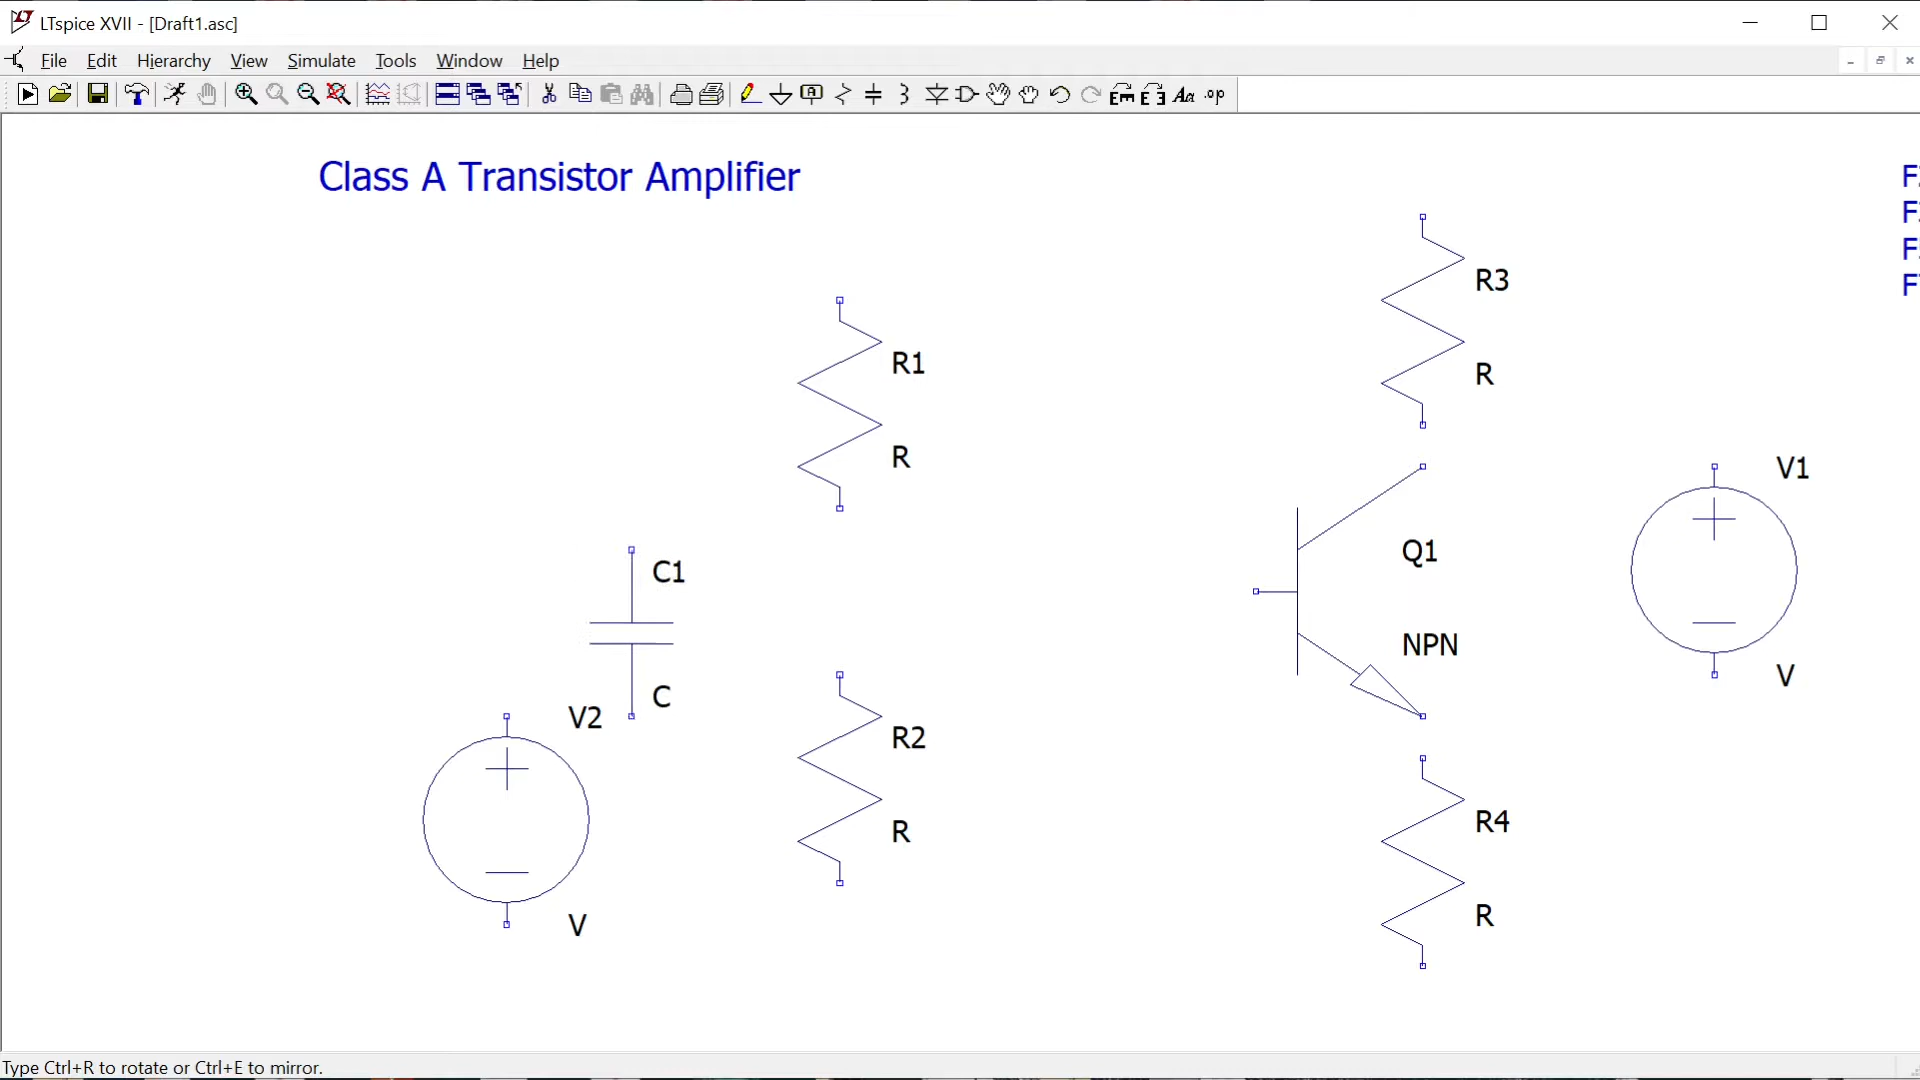 LTspice XVII - [Draft1.asc]
File Edit Hierarchy View Simulate Tools Window Help
Class A Transistor Amplifier
R3
R
R1
R
V1
V
Q1
NPN
C1
C
V2
V
R2
R
R4
R
Type Ctrl+R to rotate or Ctrl+E to mirror.